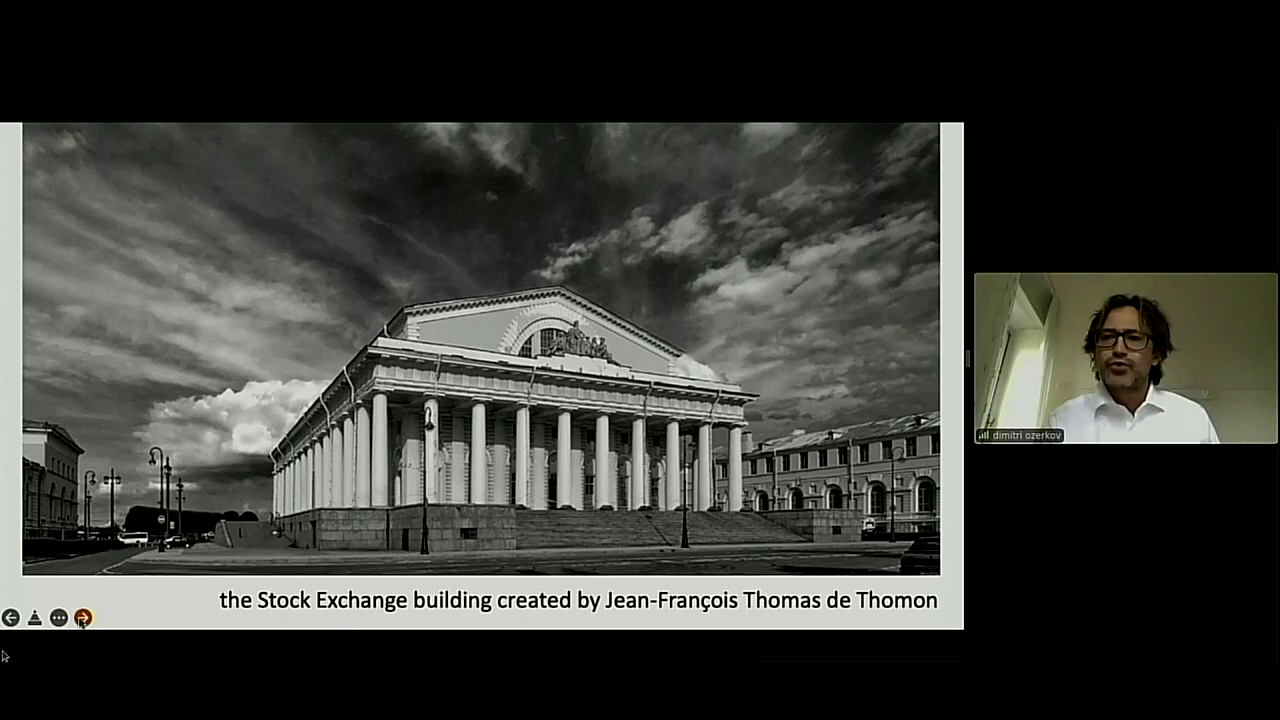 the Stock Exchange building created by Jean-François Thomas de Thomon
dimitri ozerkov